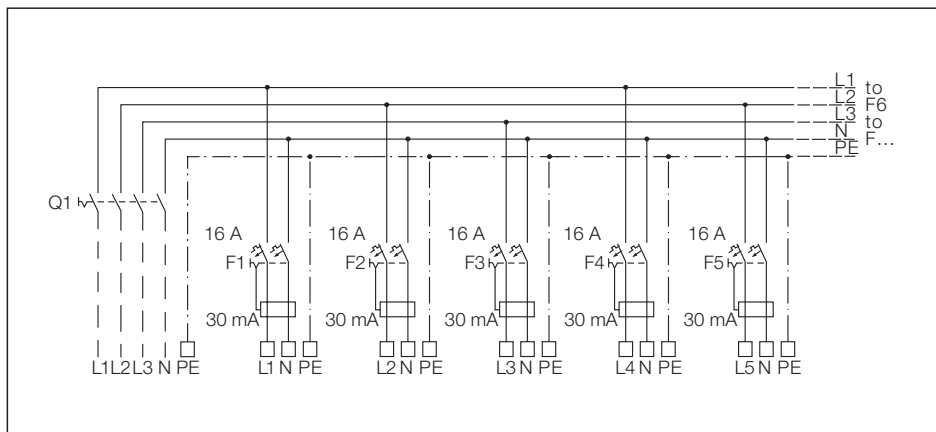 L1 to
L2 F6
L3 to
N F...
PE
Q1
16 A 16 A 16 A 16 A 16 A
F1 F2 F3 F4 F5
30 mA 30 mA 30 mA 30 mA 30 mA
L1 L2 L3 N PE L1 N PE L2 N PE L3 N PE L4 N PE L5 N PE